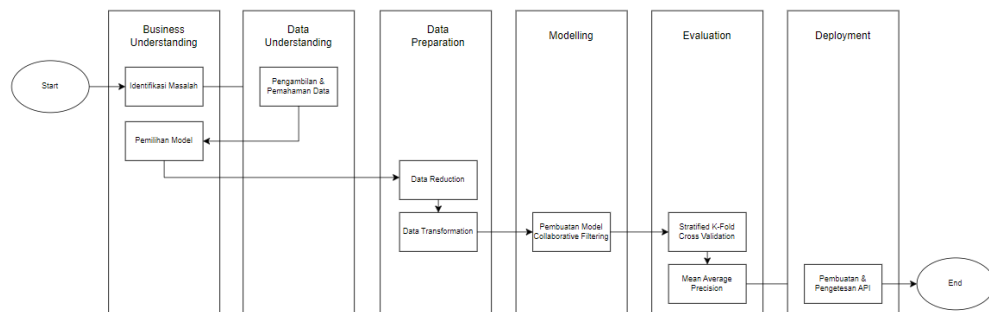 Business
Understanding
Data
Understanding
Data
Preparation
Modelling
Evaluation
Deployment
Start
Identifikasi Masalah
Pengambilan &
Pemahaman Data
Pemilihan Model
Data Reduction
Data Transformation
Pembuatan Model
Collaborative Filtering
Stratified K-Fold
Cross Validation
Mean Average
Precision
Pembuatan &
Pengetesan API
End